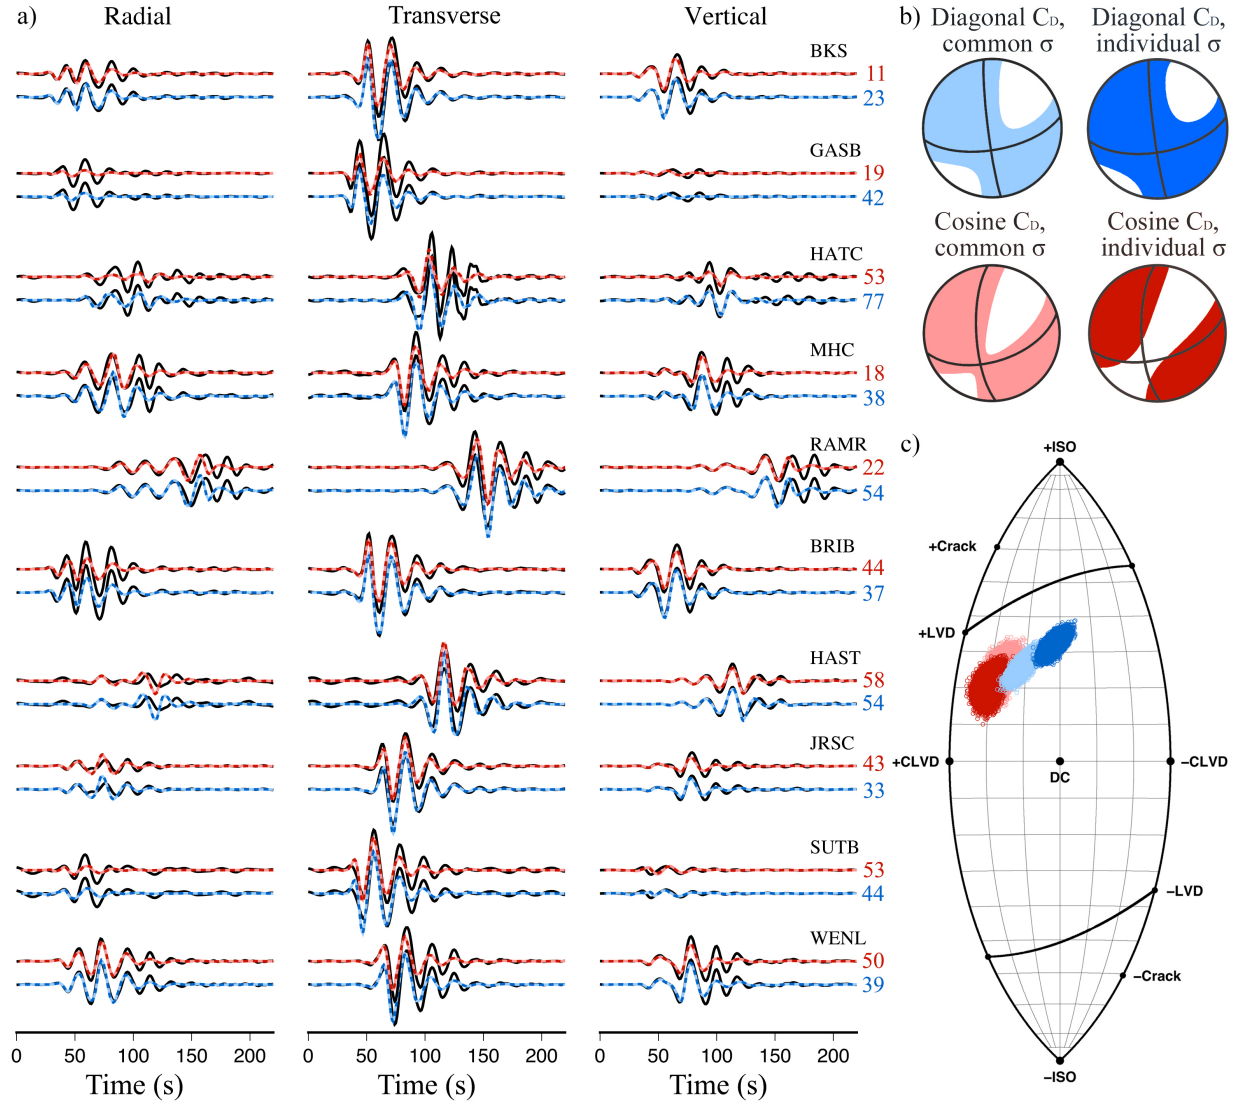 a)
Radial
Transverse
Vertical
BKS
11
23
GASB
19
42
HATC
53
77
MHC
18
38
RAMR
22
54
BRIB
44
37
HAST
58
54
JRSC
43
33
SUTB
53
44
WENL
50
39
0 50 100 150 200
0 50 100 150 200
0 50 100 150 200
Time (s)
Time (s)
Time (s)
b)
Diagonal CD,
common σ
Diagonal CD,
individual σ
Cosine CD,
common σ
Cosine CD,
individual σ
c)
+ISO
+Crack
+LVD
+CLVD
DC
−CLVD
−LVD
−Crack
−ISO